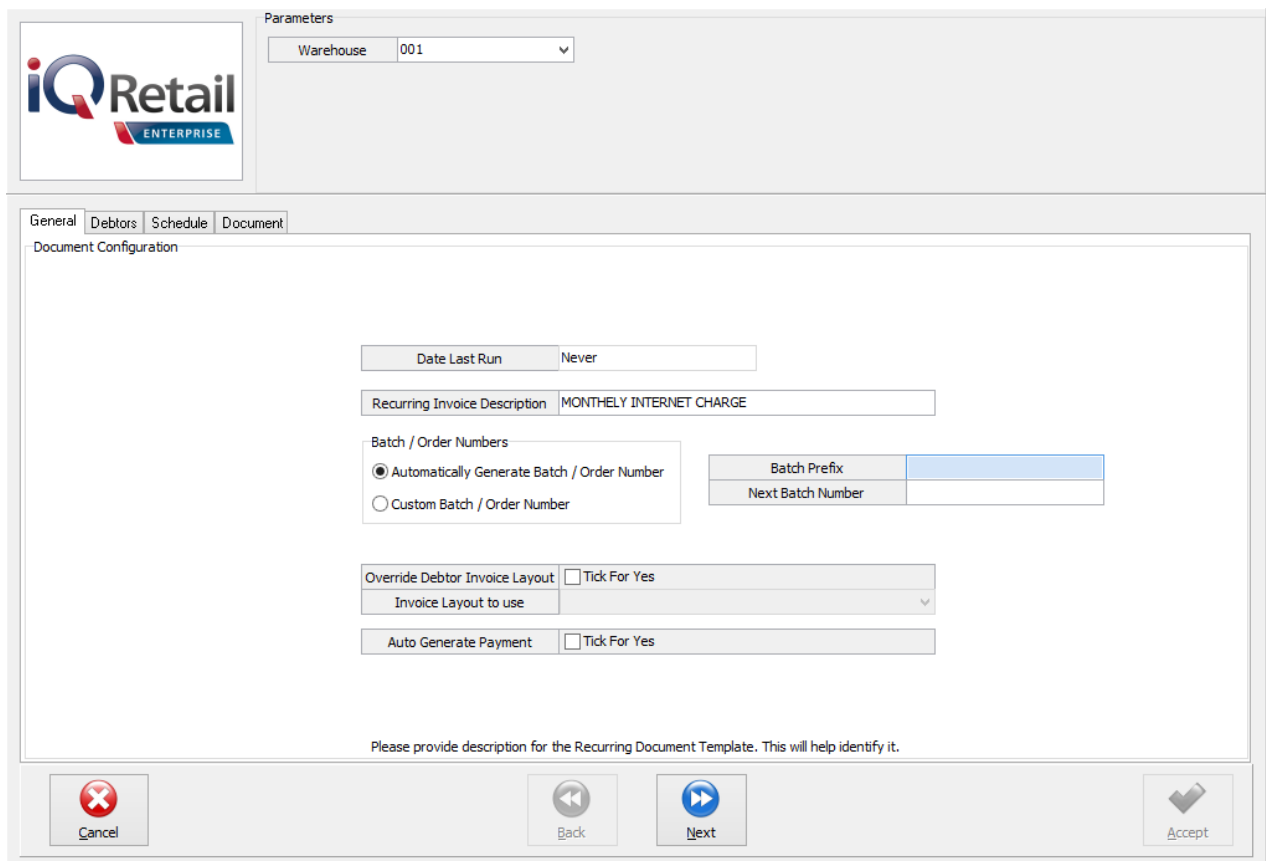 Parameters
Warehouse 001
iQ Retail
ENTERPRISE
General Debtors Schedule Document
Document Configuration
Date Last Run Never
Recurring Invoice Description MONTHELY INTERNET CHARGE
Batch / Order Numbers
Automatically Generate Batch / Order Number
Custom Batch / Order Number
Batch Prefix
Next Batch Number
Override Debtor Invoice Layout Tick For Yes
Invoice Layout to use
Auto Generate Payment Tick For Yes
Please provide description for the Recurring Document Template. This will help identify it.
Cancel Back Next Accept